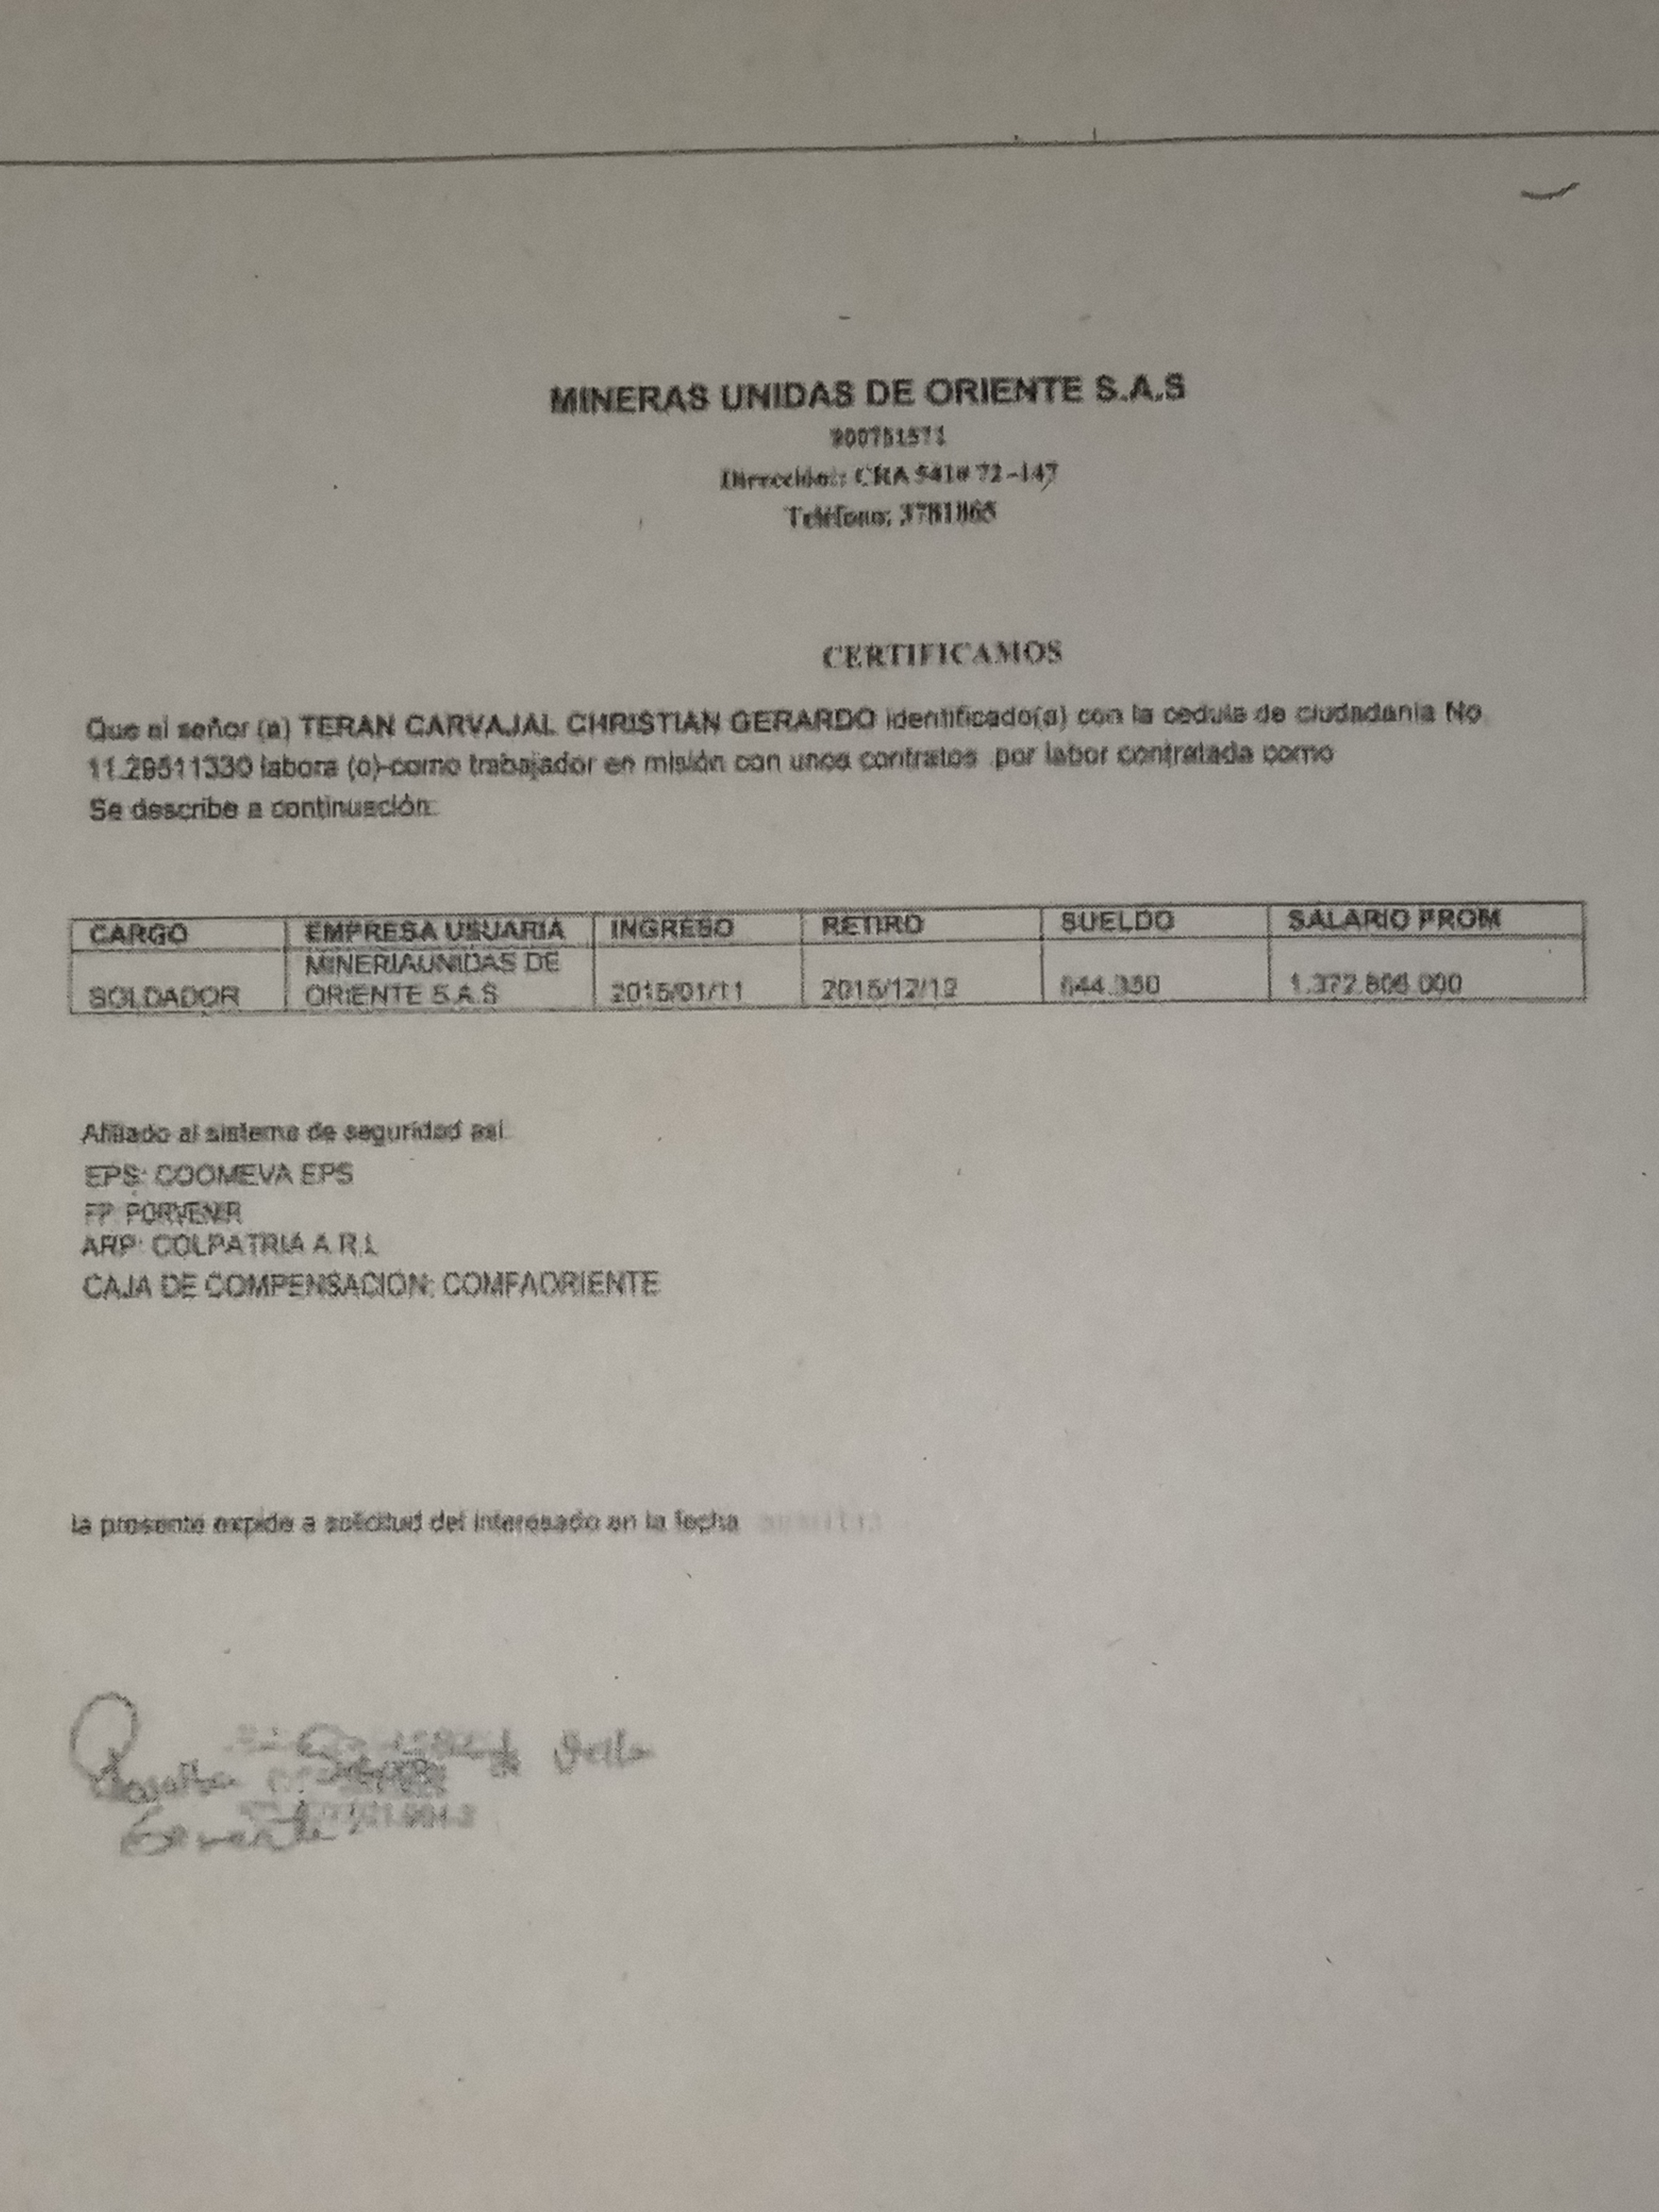 MINERAS UNIDAS DE ORIENTE S.A.S
900751571
Dirección: CRA 541# 72-147
Teléfono: 3781865
CERTIFICAMOS
Que el señor (a) TERAN CARVAJAL CHRISTIAN GERARDO identificado(a) con la cedula de ciudadania No
11.29511330 labora (o)-como trabajador en misión con unos contratos por labor contratada como
Se describe a continuación:
CARGO EMPRESA USUARIA INGRESO RETIRO SUELDO SALARIO PROM
SOLDADOR MINERIAUNIDAS DE ORIENTE S.A.S 2015/01/11 2015/12/12 644.350 1.372.806.000
Afiliado al sistema de seguridad asi.
EPS: COOMEVA EPS
FP: PORVENIR
ARP: COLPATRIA A.R.L
CAJA DE COMPENSACION: COMFAORIENTE
la presente expide a solicitud del interesado en la fecha
Gerente